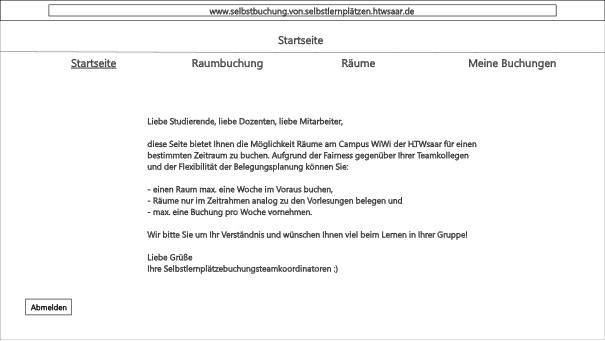 www.selbstbuchung.von.selbstlernplätzen.htwsaar.de
Startseite
Startseite Raumbuchung Räume Meine Buchungen
Liebe Studierende, liebe Dozenten, liebe Mitarbeiter,
diese Seite bietet Ihnen die Möglichkeit Räume am Campus WiWi der HTWsaar für einen
bestimmten Zeitraum zu buchen. Aufgrund der Fairness gegenüber Ihrer Teamkollegen
und der Flexibilität der Belegungsplanung können Sie:
- einen Raum max. eine Woche im Voraus buchen,
- Räume nur im Zeitrahmen analog zu den Vorlesungen belegen und
- max. eine Buchung pro Woche vornehmen.
Wir bitte Sie um Ihr Verständnis und wünschen Ihnen viel beim Lernen in Ihrer Gruppe!
Liebe Grüße
Ihre Selbstlernplätzebuchungsteamkoordinatoren :)
Abmelden